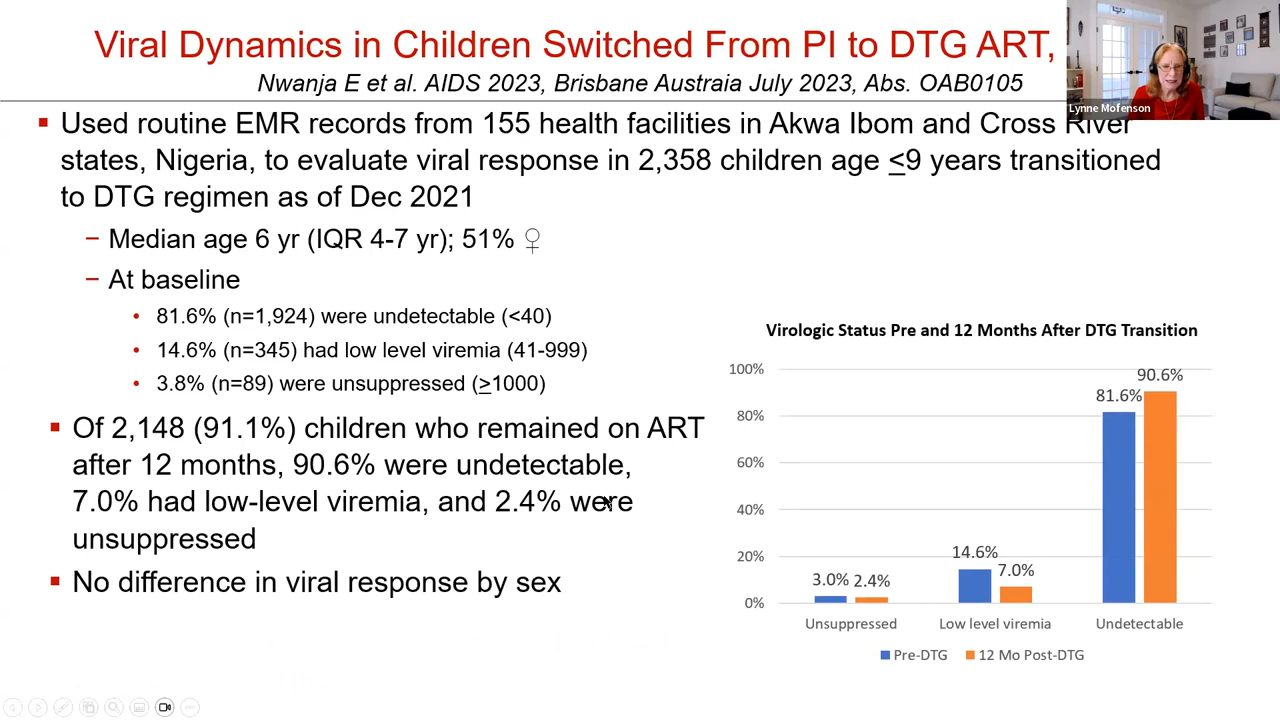 Viral Dynamics in Children Switched From PI to DTG ART,
Nwanja E et al. AIDS 2023, Brisbane Austraia July 2023, Abs. OAB0105
Lynne Mofenson
▪ Used routine EMR records from 155 health facilities in Akwa Ibom and Cross River
states, Nigeria, to evaluate viral response in 2,358 children age ≤9 years transitioned
to DTG regimen as of Dec 2021
− Median age 6 yr (IQR 4-7 yr); 51% ♀
− At baseline
• 81.6% (n=1,924) were undetectable (<40)
• 14.6% (n=345) had low level viremia (41-999)
• 3.8% (n=89) were unsuppressed (≥1000)
▪ Of 2,148 (91.1%) children who remained on ART
after 12 months, 90.6% were undetectable,
7.0% had low-level viremia, and 2.4% were
unsuppressed
▪ No difference in viral response by sex
Virologic Status Pre and 12 Months After DTG Transition
100%
80%
60%
40%
20%
0%
3.0% 2.4%
14.6%
7.0%
81.6%
90.6%
Unsuppressed Low level viremia Undetectable
Pre-DTG 12 Mo Post-DTG